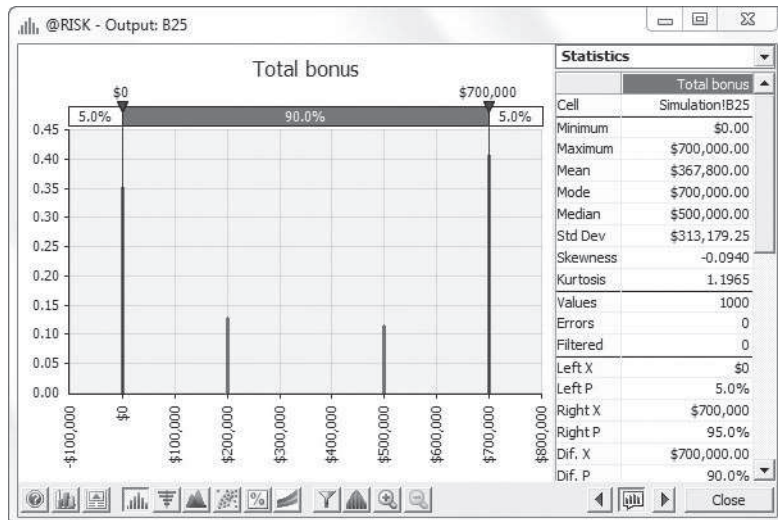 @RISK - Output: B25
Total bonus
$0 $700,000
5.0% 90.0% 5.0%
0.45
0.40
0.35
0.30
0.25
0.20
0.15
0.10
0.05
0.00
-$100,000
$0
$100,000
$200,000
$300,000
$400,000
$500,000
$600,000
$700,000
$800,000
Statistics
Total bonus
Cell Simulation!B25
Minimum $0.00
Maximum $700,000.00
Mean $367,800.00
Mode $700,000.00
Median $500,000.00
Std Dev $313,179.25
Skewness -0.0940
Kurtosis 1.1965
Values 1000
Errors 0
Filtered 0
Left X $0
Left P 5.0%
Right X $700,000
Right P 95.0%
Dif. X $700,000.00
Dif. P 90.0%
Close